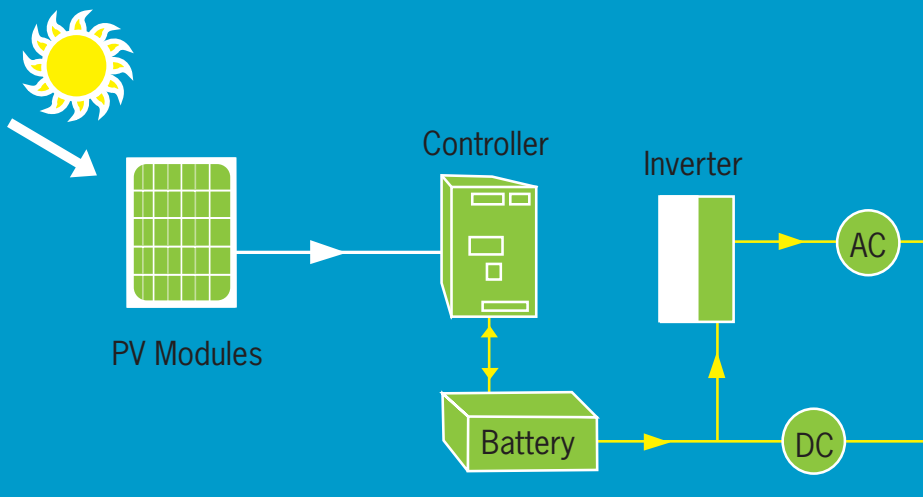 Controller
Inverter
AC
PV Modules
Battery
DC